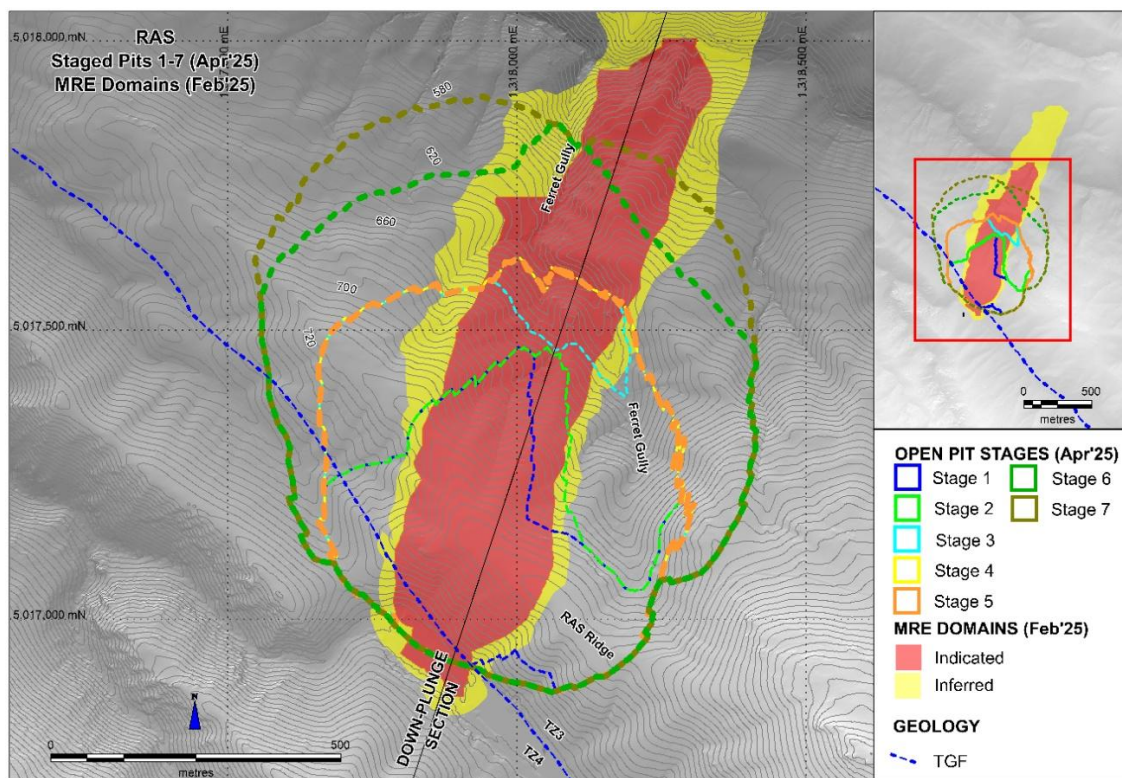 RAS
Staged Pits 1-7 (Apr'25)
MRE Domains (Feb'25)
5,018,000 mN
1,318,000 mE
1,318,500 mE
580
620
660
700
720
Ferret Gully
5,017,500 mN
Ferret Gully
5,017,000 mN
RAS Ridge
DOWN-PLUNGE
SECTION
TZ3
TZ4
N
0 500
metres
0 500
metres
OPEN PIT STAGES (Apr'25)
Stage 1
Stage 6
Stage 2
Stage 7
Stage 3
Stage 4
Stage 5
MRE DOMAINS (Feb'25)
Indicated
Inferred
GEOLOGY
TGF